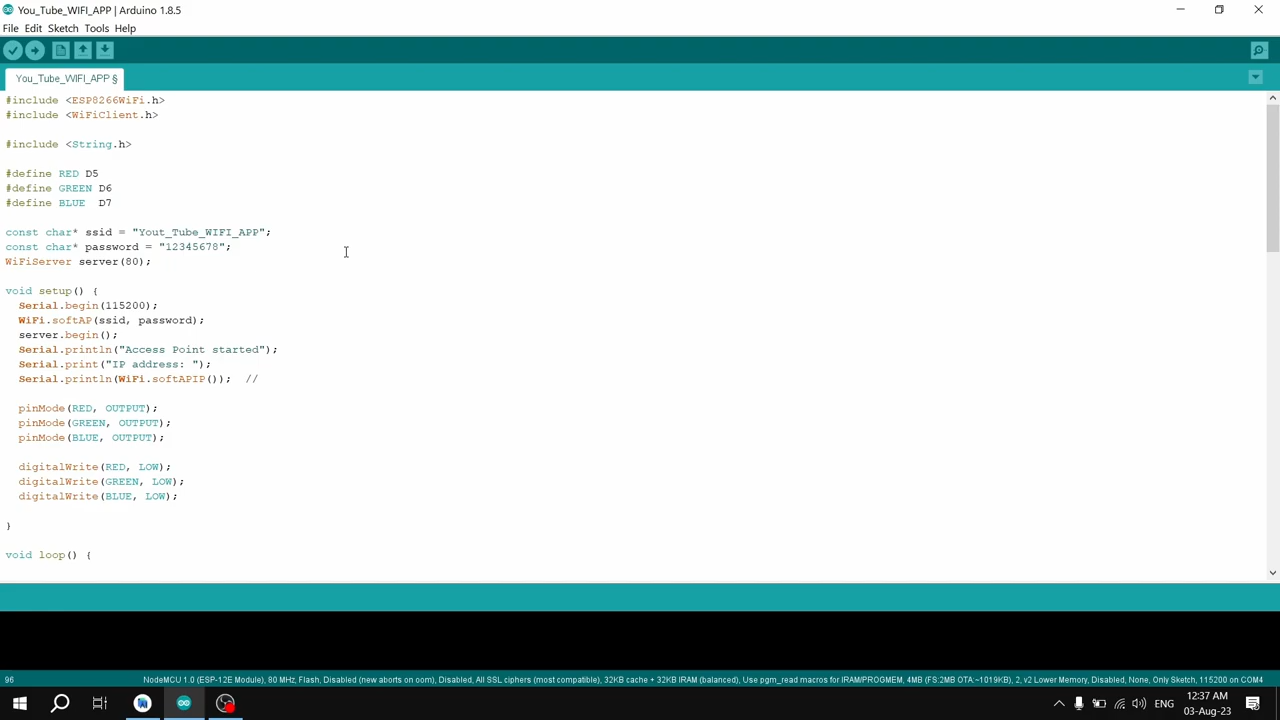 You_Tube_WIFI_APP | Arduino 1.8.5
File Edit Sketch Tools Help
You_Tube_WIFI_APP §
#include <ESP8266WiFi.h>
#include <WiFiClient.h>
#include <String.h>
#define RED D5
#define GREEN D6
#define BLUE  D7
const char* ssid = "Yout_Tube_WIFI_APP";
const char* password = "12345678";
WiFiServer server(80);
void setup() {
  Serial.begin(115200);
  WiFi.softAP(ssid, password);
  server.begin();
  Serial.println("Access Point started");
  Serial.print("IP address: ");
  Serial.println(WiFi.softAPIP());  //
  pinMode(RED, OUTPUT);
  pinMode(GREEN, OUTPUT);
  pinMode(BLUE, OUTPUT);
  digitalWrite(RED, LOW);
  digitalWrite(GREEN, LOW);
  digitalWrite(BLUE, LOW);
}
void loop() {
96 NodeMCU 1.0 (ESP-12E Module), 80 MHz, Flash, Disabled (new aborts on oom), Disabled, All SSL ciphers (most compatible), 32KB cache + 32KB IRAM (balanced), Use pgm_read macros for IRAM/PROGMEM, 4MB (FS:2MB OTA:~1019KB), 2, v2 Lower Memory, Disabled, None, Only Sketch, 115200 on COM4
ENG
12:37 AM
03-Aug-23